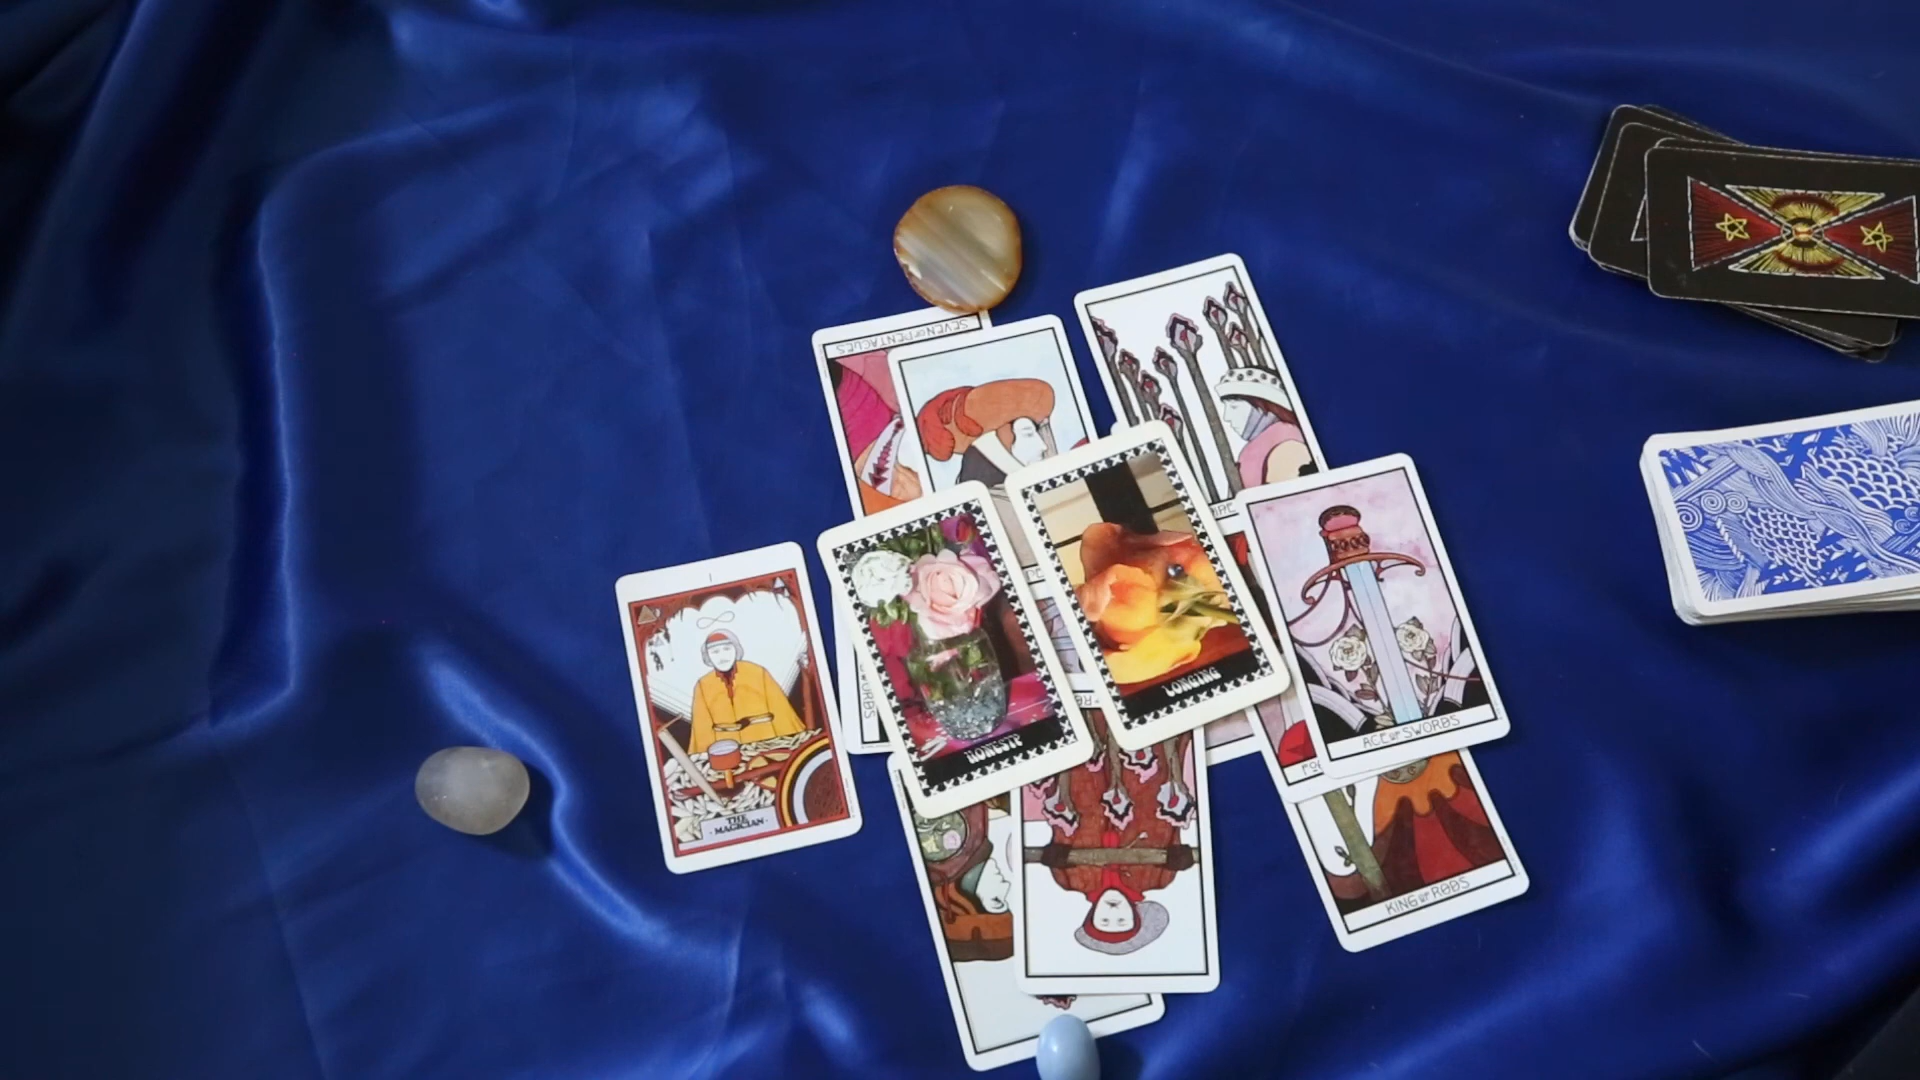 SEVEN OF PENTACLES
I
THE
MAGICIAN
HONESTY
LONGING
ACE OF SWORDS
KING OF RODS